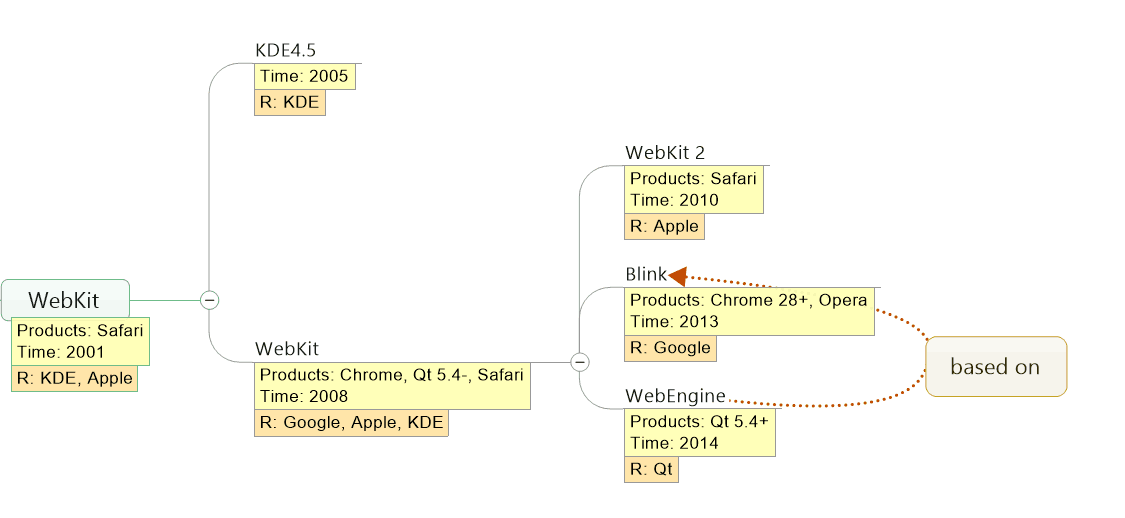 KDE4.5
Time: 2005
R: KDE
WebKit 2
Products: Safari
Time: 2010
R: Apple
WebKit
Products: Safari
Time: 2001
R: KDE, Apple
Blink
Products: Chrome 28+, Opera
Time: 2013
R: Google
WebKit
Products: Chrome, Qt 5.4-, Safari
Time: 2008
R: Google, Apple, KDE
based on
WebEngine
Products: Qt 5.4+
Time: 2014
R: Qt